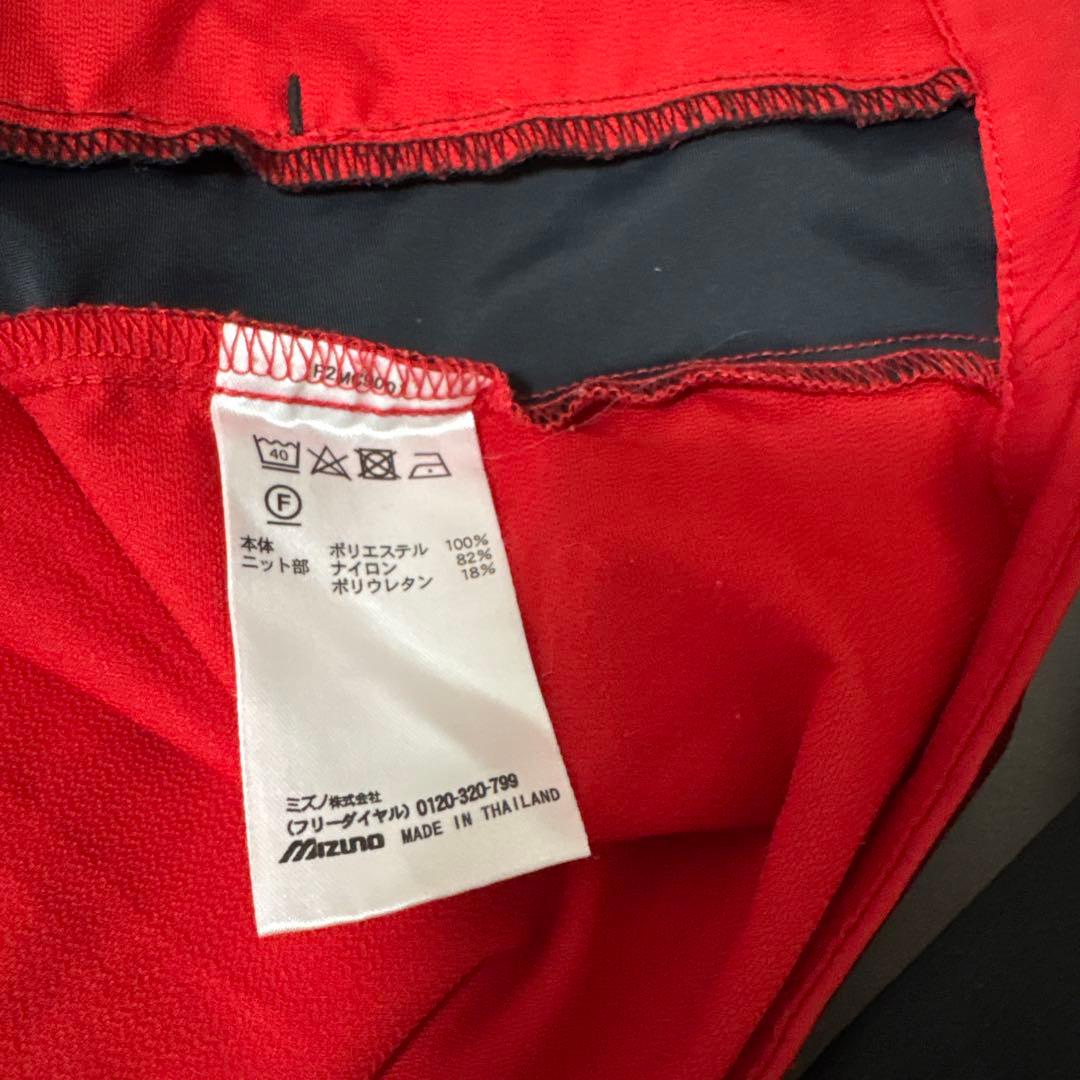 F2MC9001
40
F
本体 ポリエステル 100%
ニット部 ナイロン 82%
ポリウレタン 18%
ミズノ株式会社
(フリーダイヤル) 0120-320-799
Mizuno MADE IN THAILAND